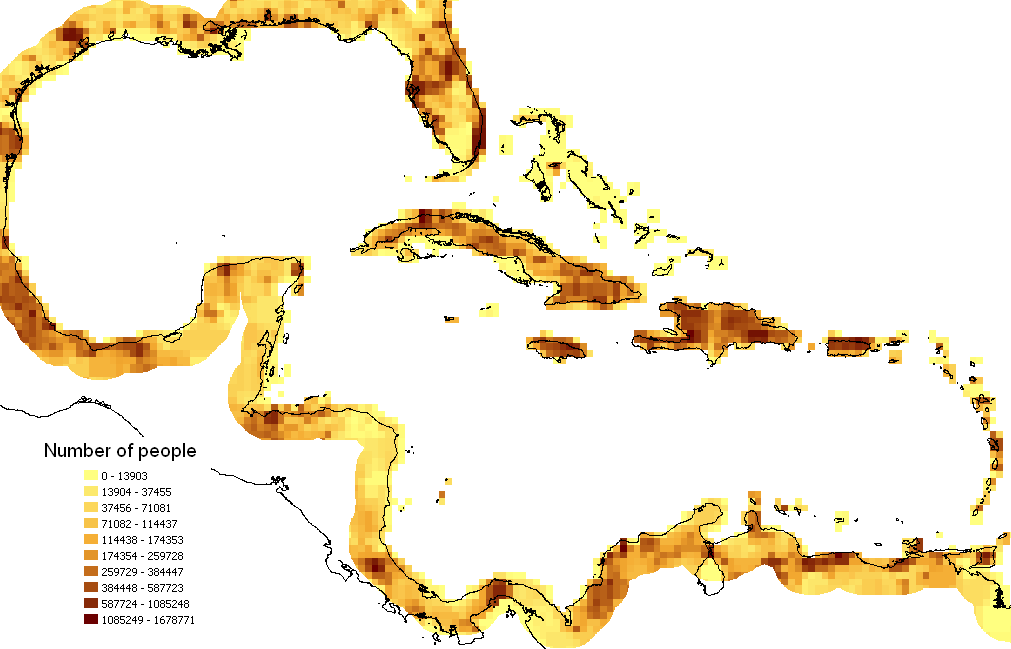 Number of people
0 - 13903
13904 - 37455
37456 - 71081
71082 - 114437
114438 - 174353
174354 - 259728
259729 - 384447
384448 - 587723
587724 - 1085248
1085249 - 1678771